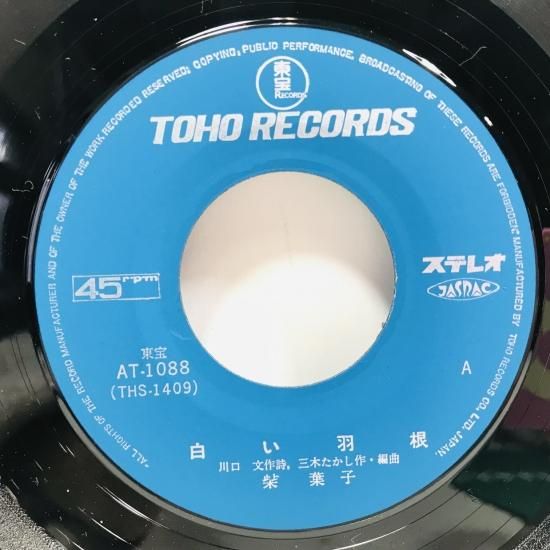 "ALL RIGHTS OF THE RECORD MANUFACTURER AND OF THE OWNER OF THE WORK RECORDED RESERVED; COPYING, PUBLIC PERFORMANCE, BROADCASTING OF THESE RECORDS ARE FORBIDDEN" MANUFACTURED BY TOHO RECORDS CO., LTD. JAPAN
東宝
RECORDS
TOHO RECORDS
ステレオ
45rpm
JASRAC
東宝
AT-1088
A
(THS-1409)
白い羽根
川口 文作詩, 三木たかし作・編曲
柴葉子